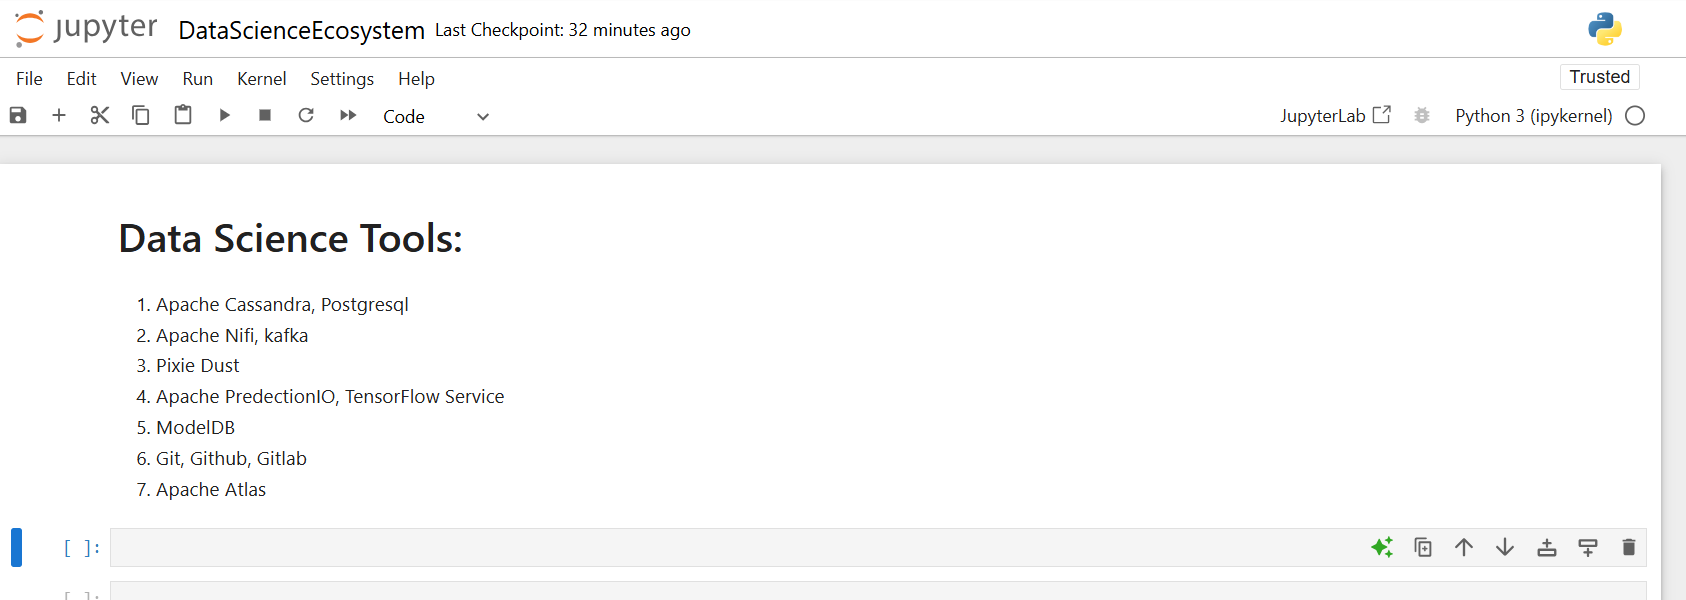 jupyter DataScienceEcosystem Last Checkpoint: 32 minutes ago
File Edit View Run Kernel Settings Help
Trusted
Code
JupyterLab
Python 3 (ipykernel)
Data Science Tools:
1. Apache Cassandra, Postgresql
2. Apache Nifi, kafka
3. Pixie Dust
4. Apache PredectionIO, TensorFlow Service
5. ModelDB
6. Git, Github, Gitlab
7. Apache Atlas
[ ]:
[ ]: